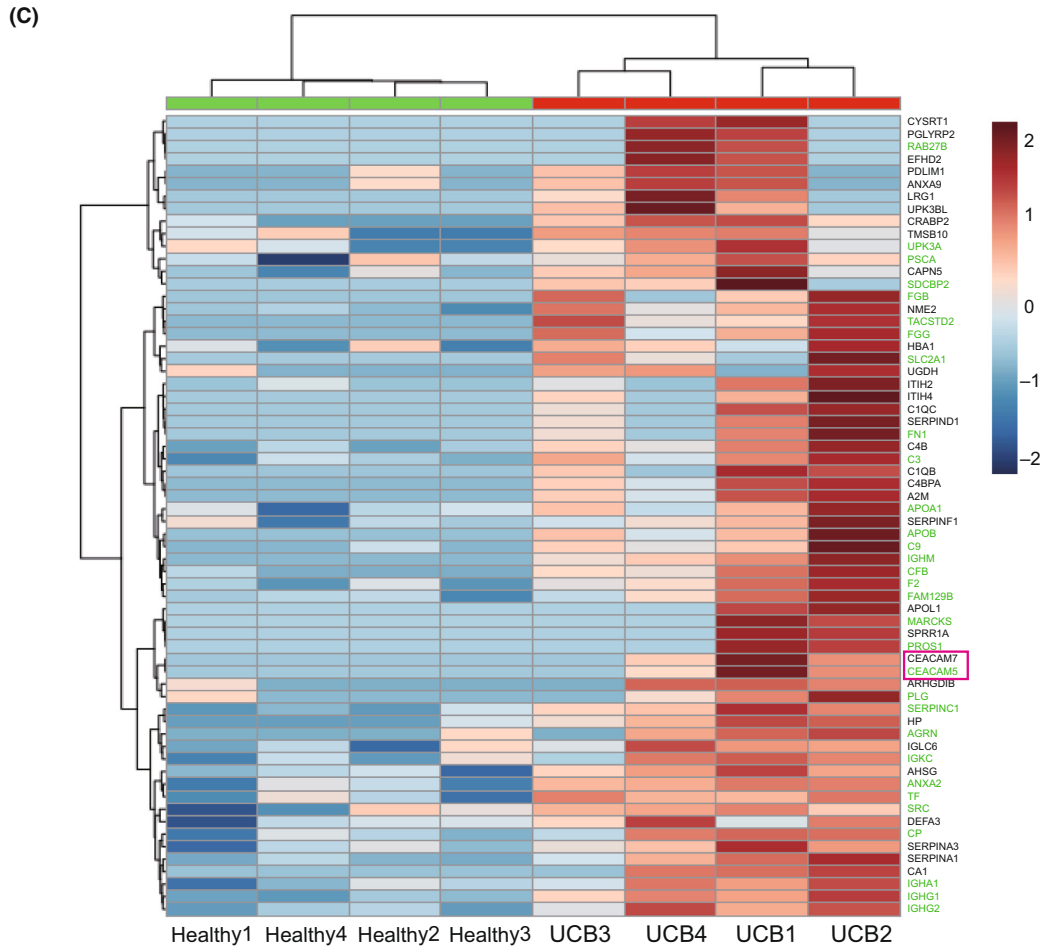 (C)
CYSRT1
PGLYRP2
RAB27B
EFHD2
PDLIM1
ANXA9
LRG1
UPK3BL
CRABP2
TMSB10
UPK3A
PSCA
CAPN5
SDCBP2
FGB
NME2
TACSTD2
FGG
HBA1
SLC2A1
UGDH
ITIH2
ITIH4
C1QC
SERPIND1
FN1
C4B
C3
C1QB
C4BPA
A2M
APOA1
SERPINF1
APOB
C9
IGHM
CFB
F2
FAM129B
APOL1
MARCKS
SPRR1A
PROS1
CEACAM7
CEACAM5
ARHGDIB
PLG
SERPINC1
HP
AGRN
IGLC6
IGKC
AHSG
ANXA2
TF
SRC
DEFA3
CP
SERPINA3
SERPINA1
CA1
IGHA1
IGHG1
IGHG2
2
1
0
−1
−2
Healthy1 Healthy4 Healthy2 Healthy3 UCB3 UCB4 UCB1 UCB2